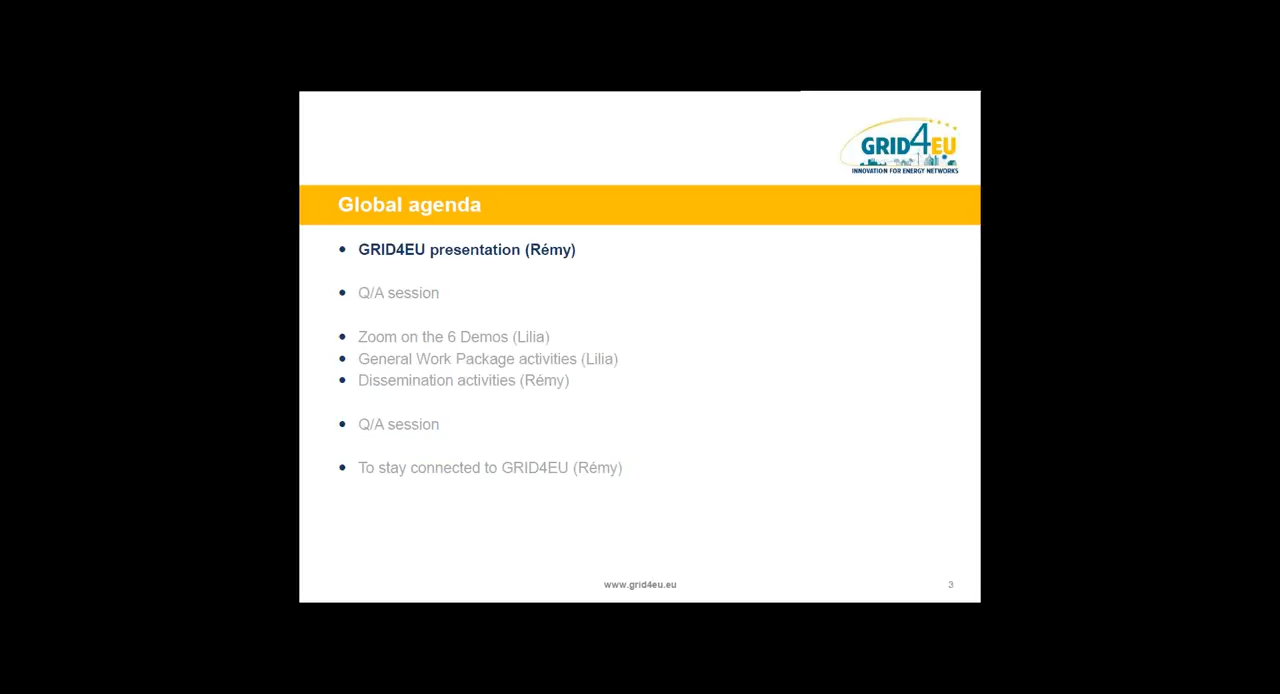 GRID4EU
INNOVATION FOR ENERGY NETWORKS
Global agenda
• GRID4EU presentation (Rémy)
• Q/A session
• Zoom on the 6 Demos (Lilia)
• General Work Package activities (Lilia)
• Dissemination activities (Rémy)
• Q/A session
• To stay connected to GRID4EU (Rémy)
www.grid4eu.eu
3